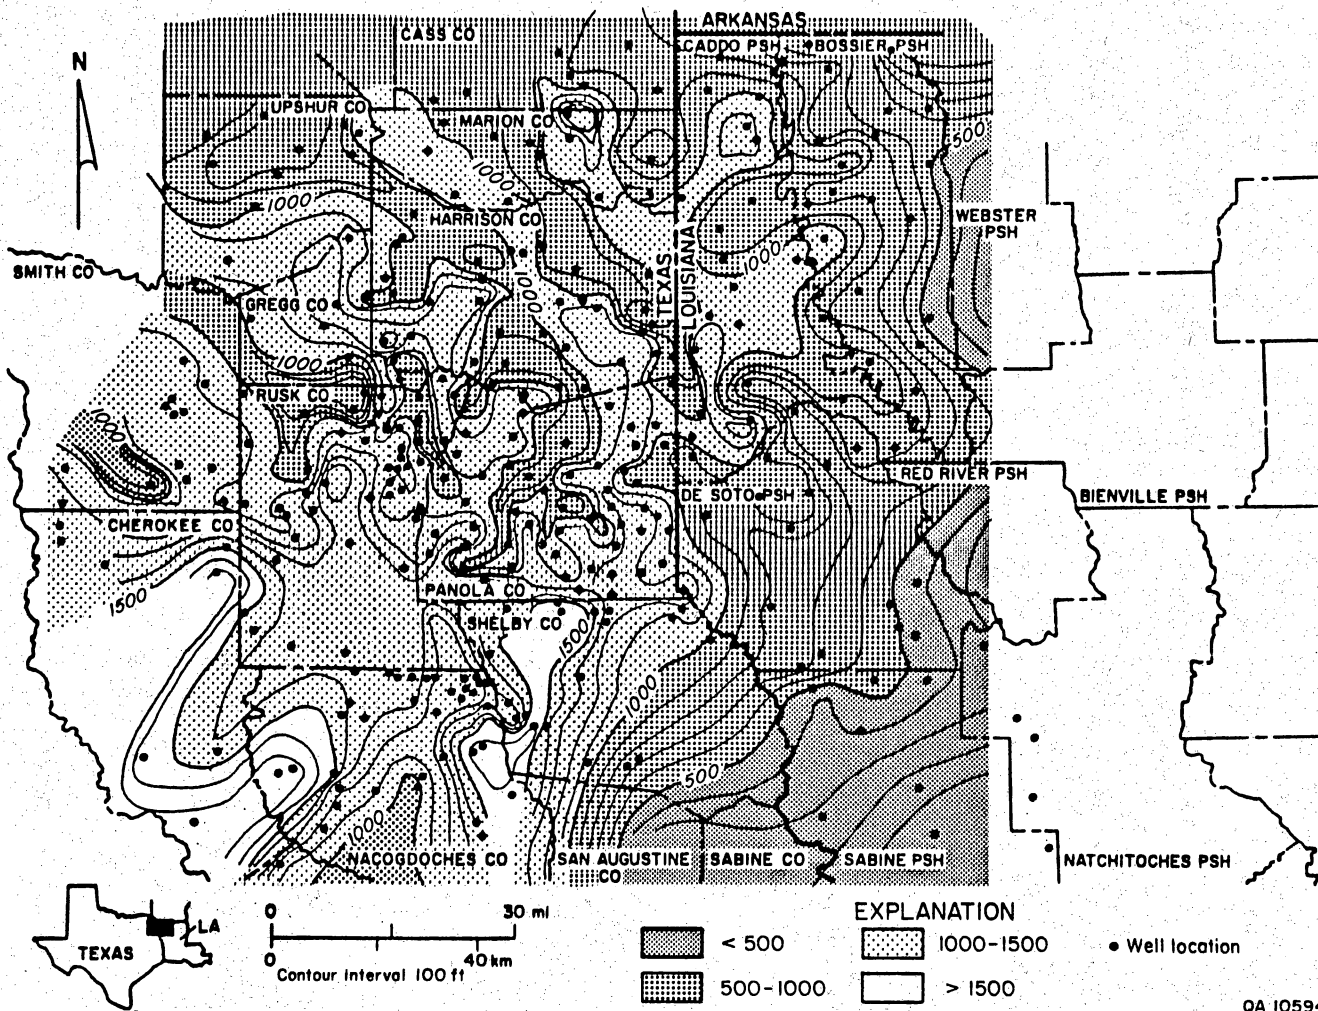 ARKANSAS
CASS CO
CADDO PSH
BOSSIER PSH
N
UPSHUR CO
MARION CO
500
1000
1000
HARRISON CO
WEBSTER
PSH
1000
SMITH CO
TEXAS
LOUISIANA
1000
GREGG CO
1000
RUSK CO
1000
RED RIVER PSH
DE SOTO PSH
BIENVILLE PSH
CHEROKEE CO
PANOLA CO
1500
SHELBY CO
1500
1000
500
1000
NACOGDOCHES CO
SAN AUGUSTINE
CO
SABINE CO
SABINE PSH
NATCHITOCHES PSH
TEXAS
LA
0
30 mi
0
40 km
Contour interval 100 ft
EXPLANATION
< 500
1000-1500
Well location
500-1000
> 1500
QA 10594